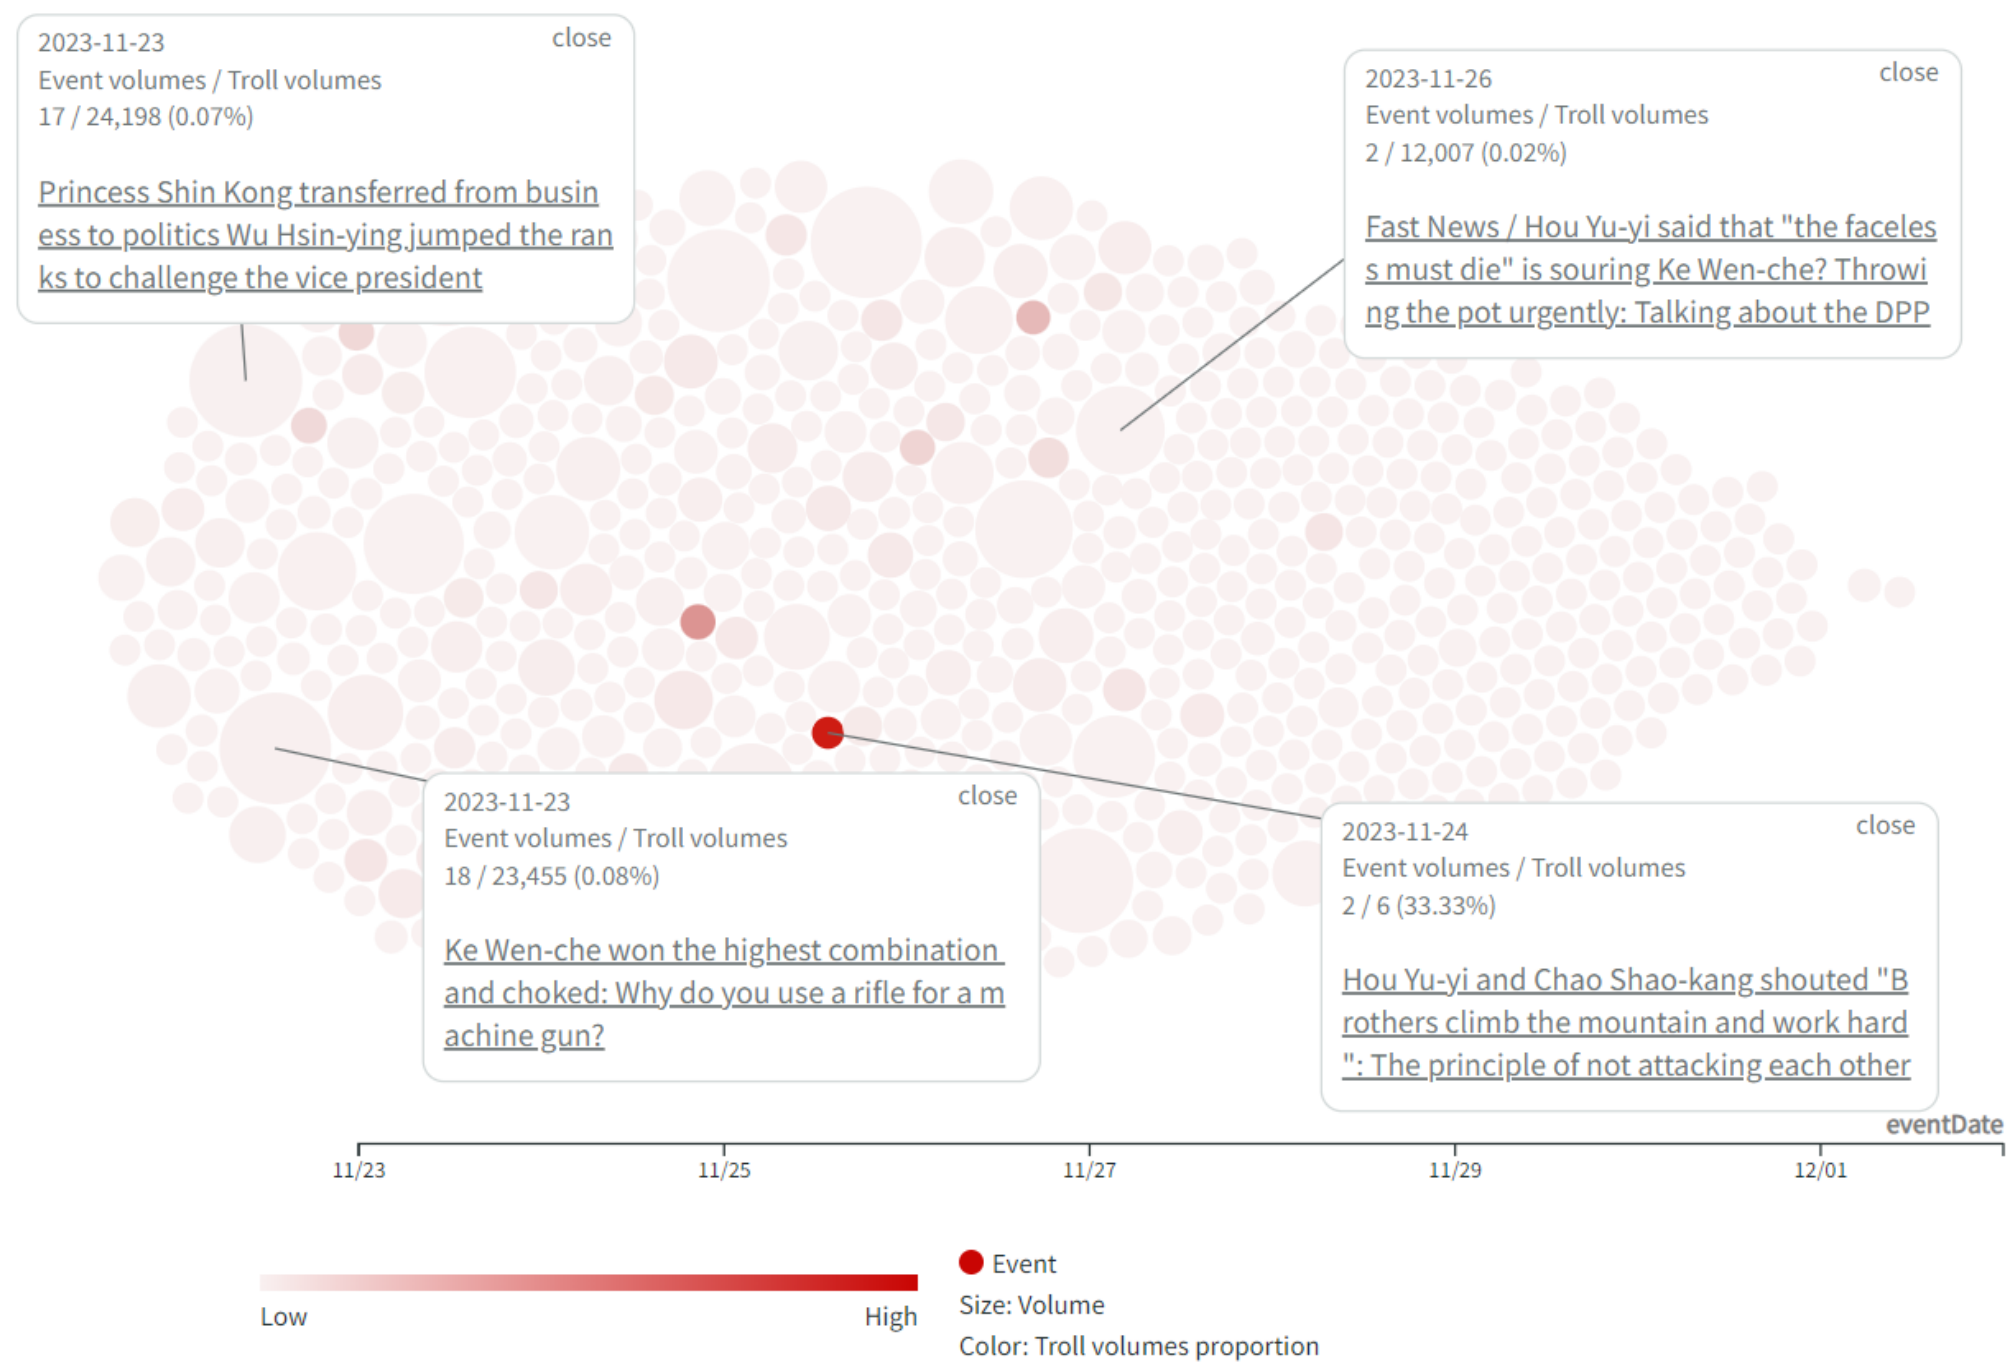 2023-11-23
close
Event volumes / Troll volumes
17 / 24,198 (0.07%)
Princess Shin Kong transferred from busin
ess to politics Wu Hsin-ying jumped the ran
ks to challenge the vice president
2023-11-26
close
Event volumes / Troll volumes
2 / 12,007 (0.02%)
Fast News / Hou Yu-yi said that "the faceles
s must die" is souring Ke Wen-che? Throwi
ng the pot urgently: Talking about the DPP
2023-11-23
close
Event volumes / Troll volumes
18 / 23,455 (0.08%)
Ke Wen-che won the highest combination
and choked: Why do you use a rifle for a m
achine gun?
2023-11-24
close
Event volumes / Troll volumes
2 / 6 (33.33%)
Hou Yu-yi and Chao Shao-kang shouted "B
rothers climb the mountain and work hard
": The principle of not attacking each other
eventDate
11/23
11/25
11/27
11/29
12/01
Low
High
Event
Size: Volume
Color: Troll volumes proportion